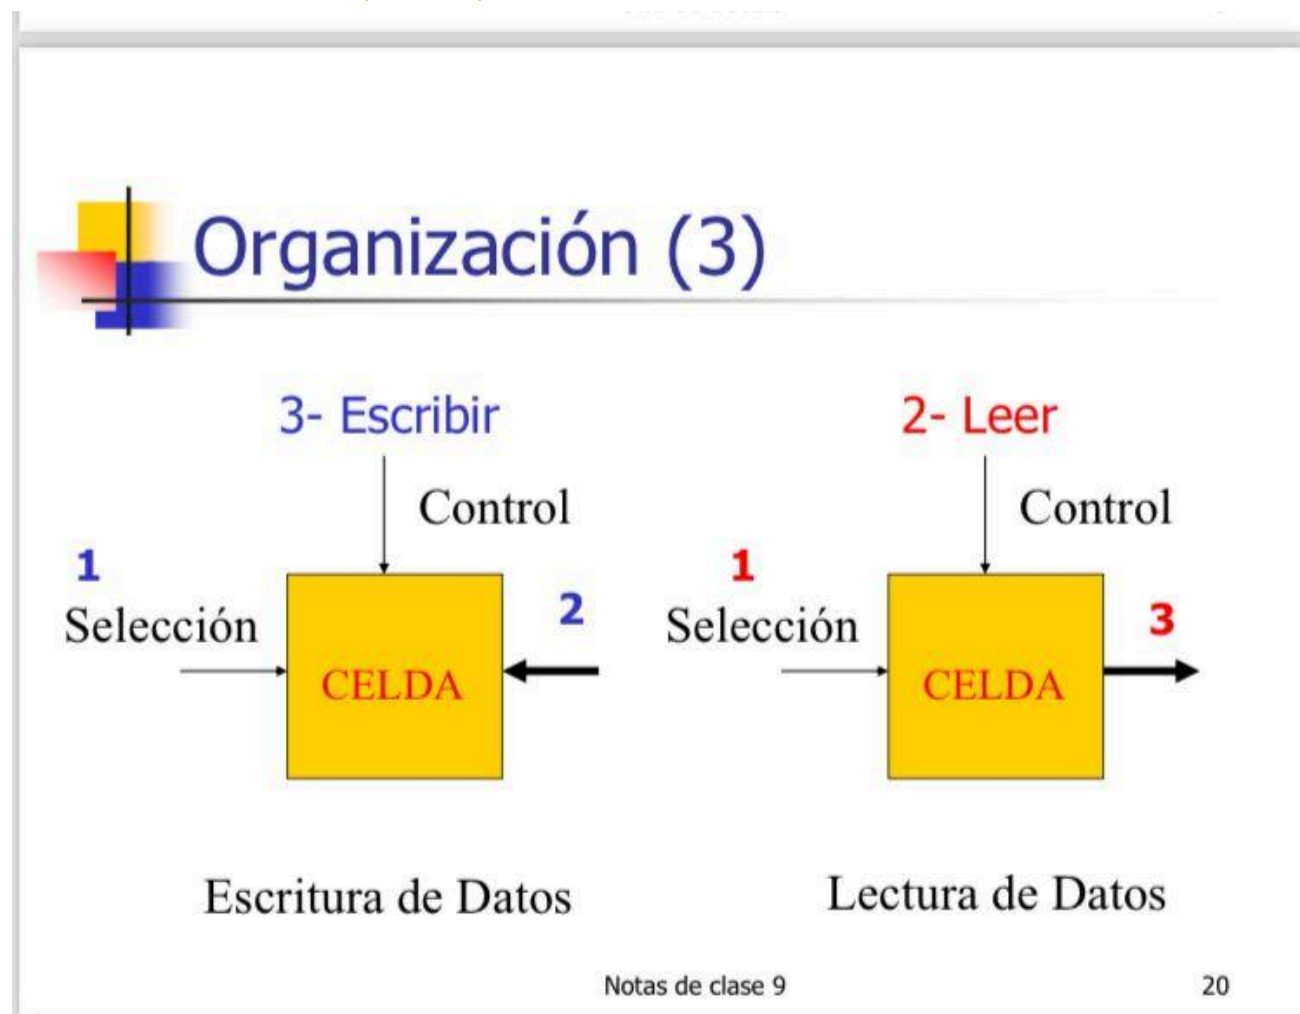 Organización (3)
3- Escribir
Control
1
Selección
2
CELDA
Escritura de Datos
2- Leer
Control
1
Selección
3
CELDA
Lectura de Datos
Notas de clase 9
20